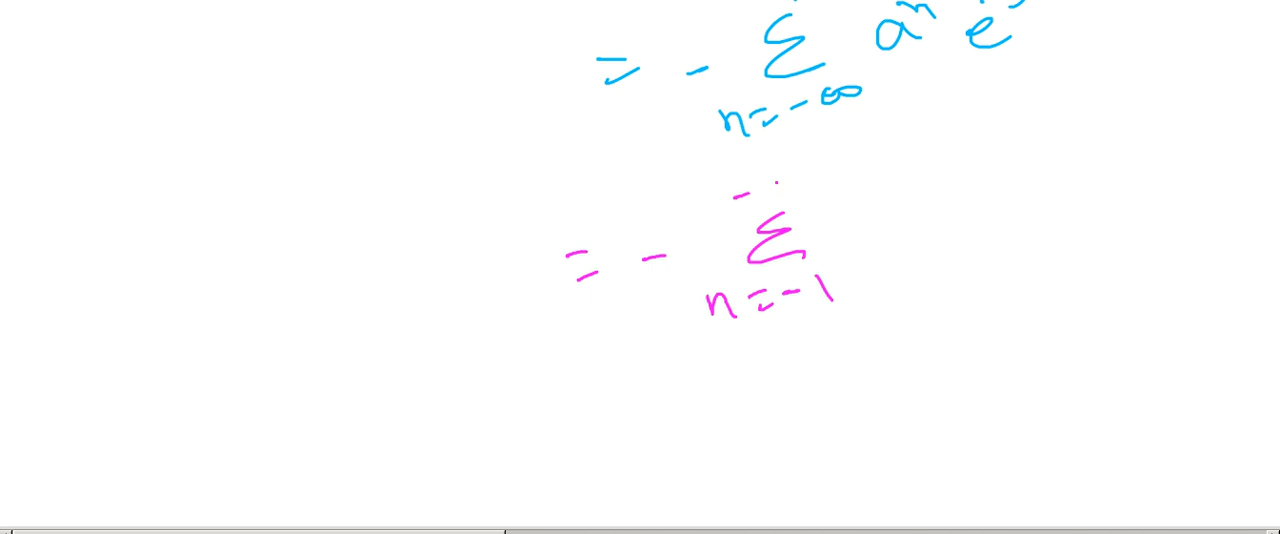 = - Σ aⁿ e
n = - ∞
-
= - Σ
n = - 1